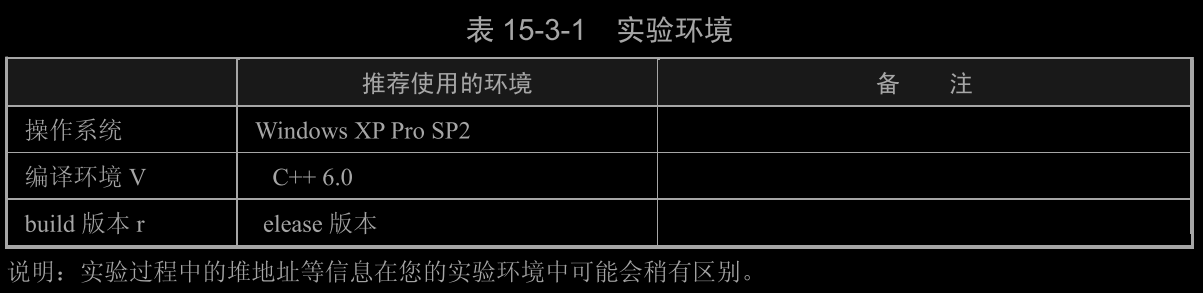 表 15-3-1 实验环境
推荐使用的环境 备 注
操作系统 Windows XP Pro SP2
编译环境 V C++ 6.0
build 版本 r elease 版本
说明：实验过程中的堆地址等信息在您的实验环境中可能会稍有区别。